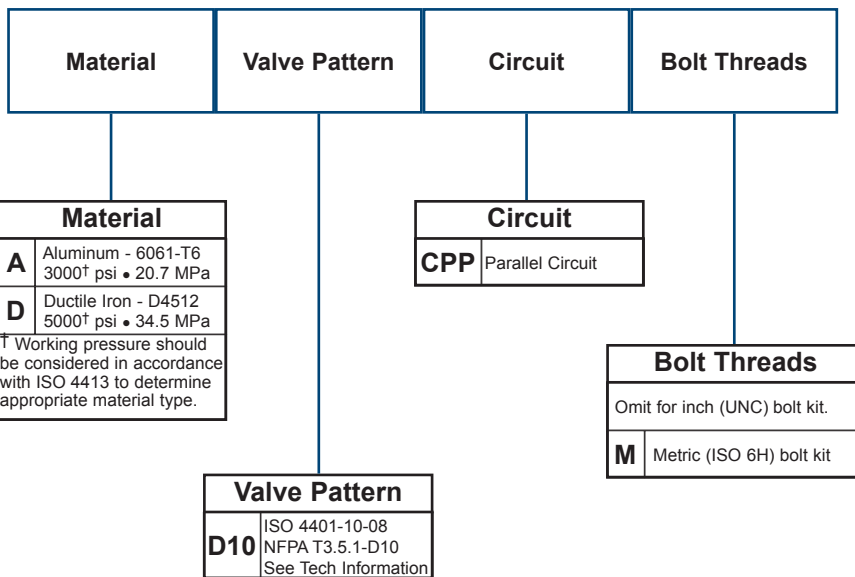 Material Valve Pattern Circuit Bolt Threads
Material
A Aluminum - 6061-T6
3000† psi • 20.7 MPa
D Ductile Iron - D4512
5000† psi • 34.5 MPa
† Working pressure should
be considered in accordance
with ISO 4413 to determine
appropriate material type.
Circuit
CPP Parallel Circuit
Bolt Threads
Omit for inch (UNC) bolt kit.
M Metric (ISO 6H) bolt kit
Valve Pattern
D10 ISO 4401-10-08
NFPA T3.5.1-D10
See Tech Information